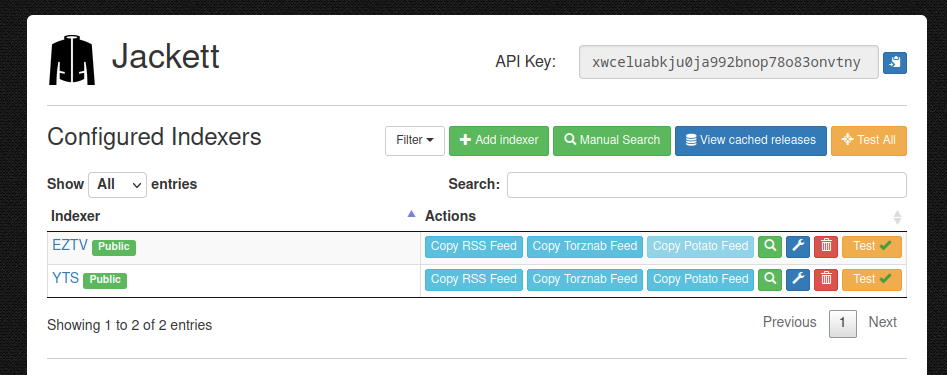 Jackett
API Key: xwceluabkju0ja992bnop78o83onvtny
Configured Indexers
Filter Add indexer Manual Search View cached releases Test All
Show All entries Search:
Indexer Actions
EZTV Public Copy RSS Feed Copy Torznab Feed Copy Potato Feed Test
YTS Public Copy RSS Feed Copy Torznab Feed Copy Potato Feed Test
Showing 1 to 2 of 2 entries Previous 1 Next